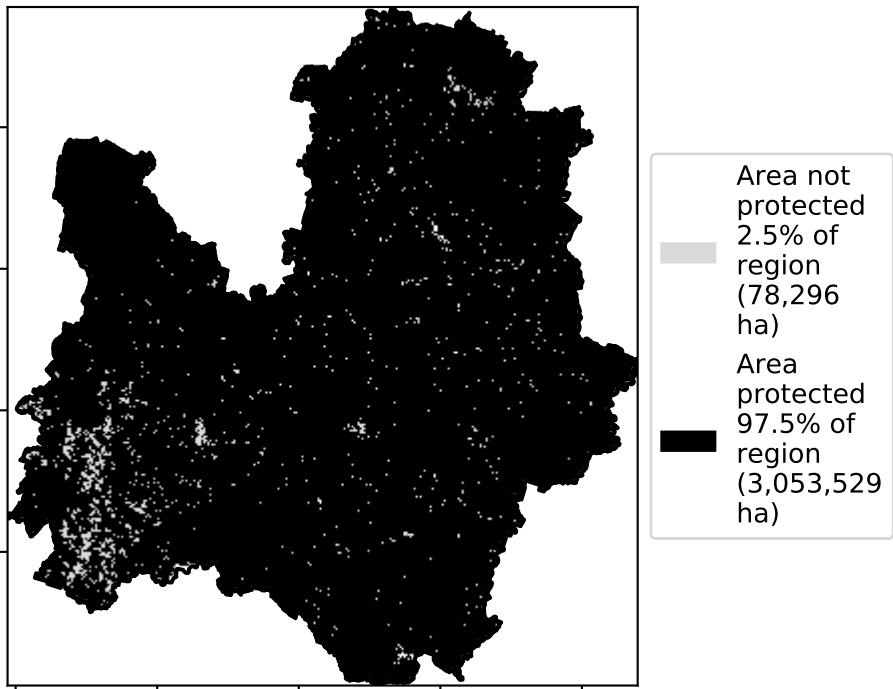 Area not
protected
2.5% of
region
(78,296
ha)
Area
protected
97.5% of
region
(3,053,529
ha)